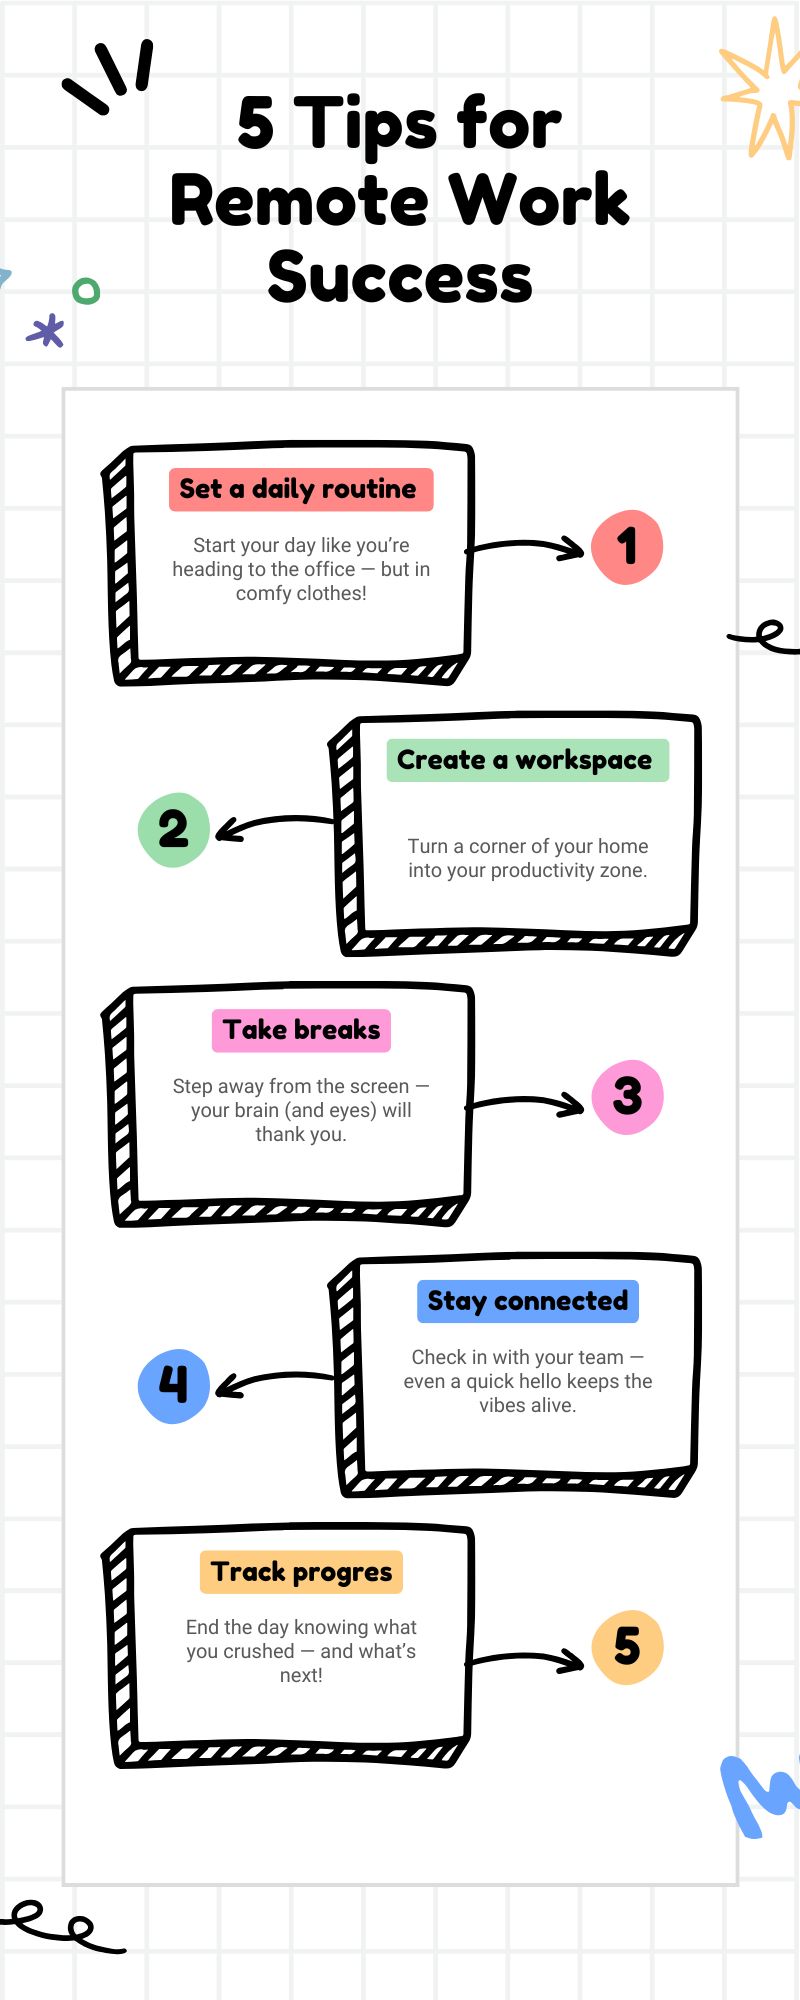 5 Tips for
Remote Work
Success
Set a daily routine
Start your day like you’re
heading to the office — but in
comfy clothes!
1
Create a workspace
Turn a corner of your home
into your productivity zone.
2
Take breaks
Step away from the screen —
your brain (and eyes) will
thank you.
3
Stay connected
Check in with your team —
even a quick hello keeps the
vibes alive.
4
Track progres
End the day knowing what
you crushed — and what’s
next!
5